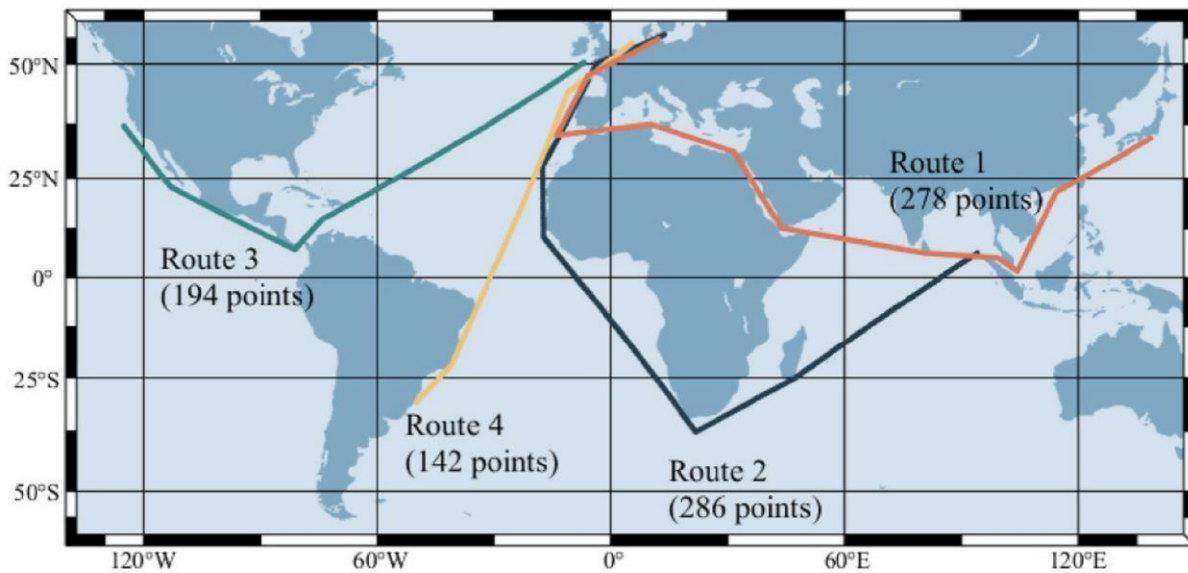 50°N
Route 1
(278 points)
25°N
Route 3
(194 points)
0°
25°S
Route 4
(142 points)
Route 2
(286 points)
50°S
120°W
60°W
0°
60°E
120°E